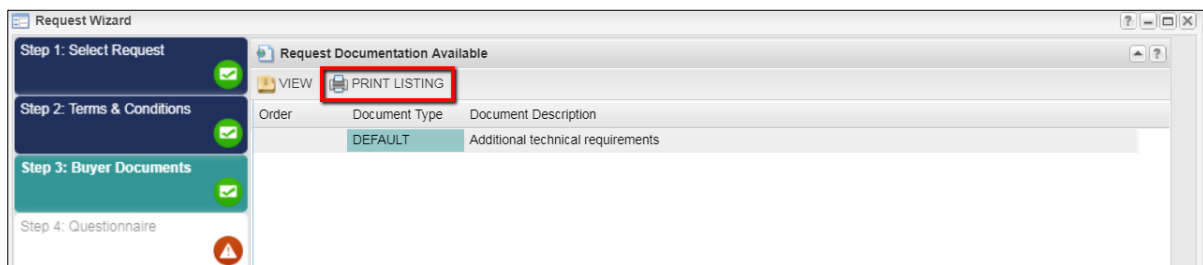 Request Wizard
Step 1: Select Request
Request Documentation Available
VIEW PRINT LISTING
Step 2: Terms & Conditions
Order Document Type Document Description
DEFAULT Additional technical requirements
Step 3: Buyer Documents
Step 4: Questionnaire